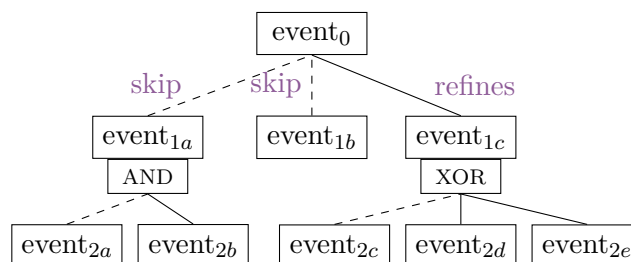 event₀
skip skip refines
event₁ₐ event₁b event₁c
AND XOR
event₂ₐ event₂b event₂c event₂d event₂ₑ